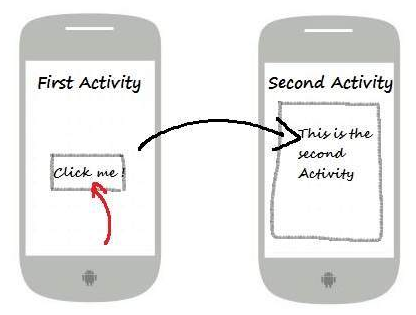 First Activity
Click me!
Second Activity
This is the
second
Activity